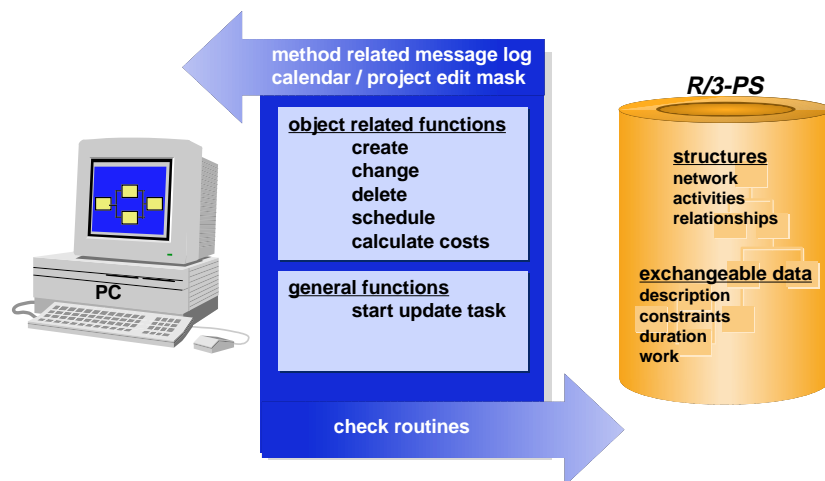 method related message log
calendar / project edit mask
R/3-PS
object related functions
create
change
delete
schedule
calculate costs
general functions
start update task
PC
structures
network
activities
relationships
exchangeable data
description
constraints
duration
work
check routines